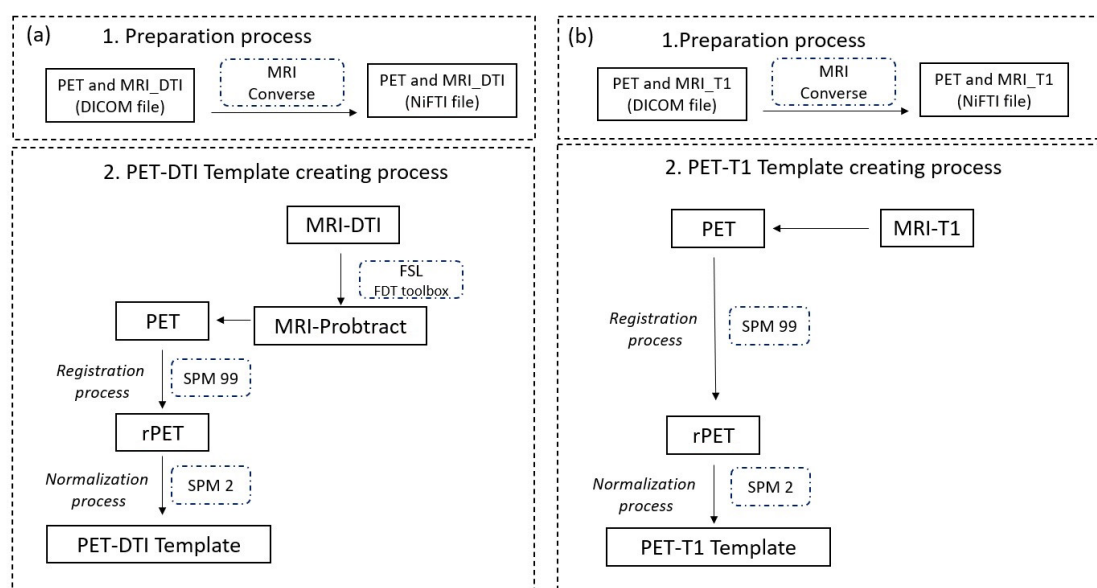 (a)
1. Preparation process
PET and MRI_DTI
(DICOM file)
MRI
Converse
PET and MRI_DTI
(NiFTI file)
2. PET-DTI Template creating process
MRI-DTI
FSL
FDT toolbox
PET
MRI-Probtract
Registration
process
SPM 99
rPET
Normalization
process
SPM 2
PET-DTI Template
(b)
1.Preparation process
PET and MRI_T1
(DICOM file)
MRI
Converse
PET and MRI_T1
(NiFTI file)
2. PET-T1 Template creating process
PET
MRI-T1
Registration
process
SPM 99
rPET
Normalization
process
SPM 2
PET-T1 Template